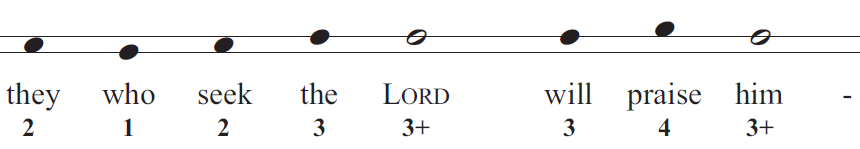 they who seek the LORD will praise him -
2 1 2 3 3+ 3 4 3+